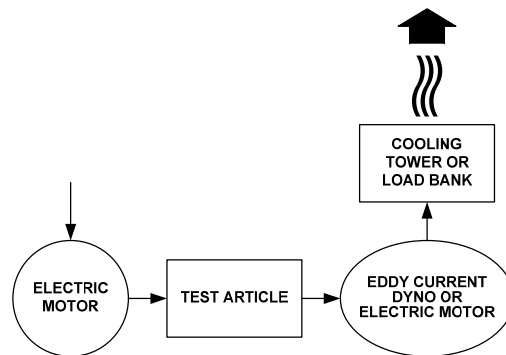 COOLING
TOWER OR
LOAD BANK
ELECTRIC
MOTOR
TEST ARTICLE
EDDY CURRENT
DYNO OR
ELECTRIC MOTOR